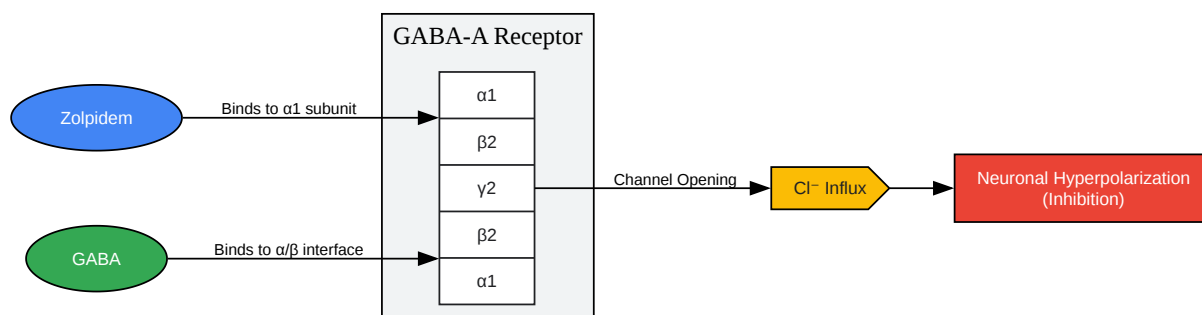 GABA-A Receptor
Zolpidem
Binds to α1 subunit
α1
β2
γ2
β2
α1
GABA
Binds to α/β interface
Channel Opening
Cl⁻ Influx
Neuronal Hyperpolarization
(Inhibition)